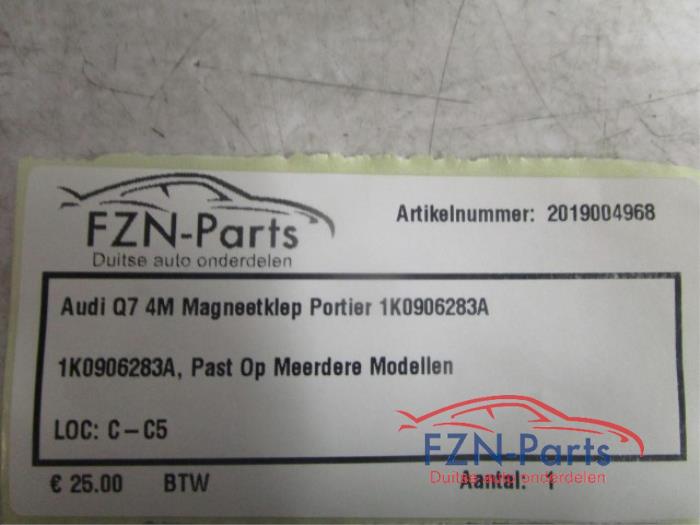 FZN-Parts
Duitse auto onderdelen
Artikelnummer: 2019004968
Audi Q7 4M Magneetklep Portier 1K0906283A
1K0906283A, Past Op Meerdere Modellen
LOC: C-C5
€ 25.00 BTW Aantal: 1
FZN-Parts
Duitse auto onderdelen